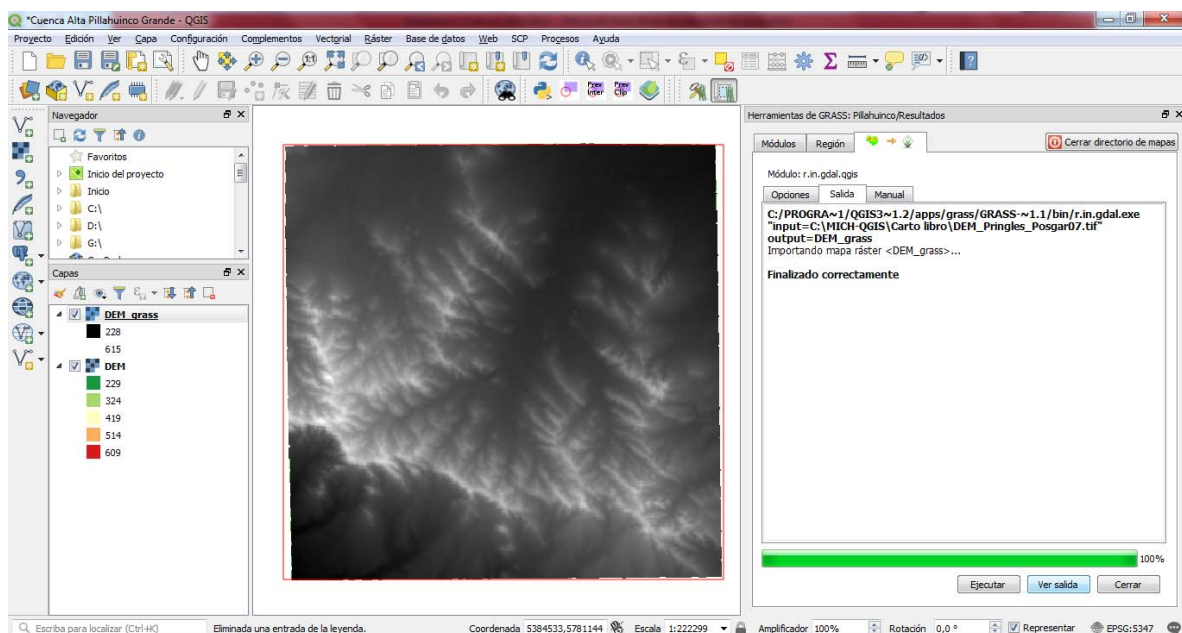 *Cuenca Alta Pillahuinco Grande - QGIS
Proyecto Edición Ver Capa Configuración Complementos Vectorial Ráster Base de datos Web SCP Procesos Ayuda
Navegador
Favoritos
Inicio del proyecto
Inicio
C:\
D:\
G:\
Capas
DEM_grass
228
615
DEM
229
324
419
514
609
Herramientas de GRASS: Pillahuinco/Resultados
Módulos Región
Cerrar directorio de mapas
Módulo: r.in.gdal.qgis
Opciones Salida Manual
C:/PROGRA~1/QGIS3~1.2/apps/grass/GRASS-~1.1/bin/r.in.gdal.exe
"input=C:\MICH-QGIS\Carto libro\DEM_Pringles_Posgar07.tif"
output=DEM_grass
Importando mapa ráster <DEM_grass>...
Finalizado correctamente
100%
Ejecutar Ver salida Cerrar
Escriba para localizar (Ctrl+K) Eliminada una entrada de la leyenda. Coordenada 5384533,5781144 Escala 1:222299 Amplificador 100% Rotación 0,0 ° Representar EPSG:5347